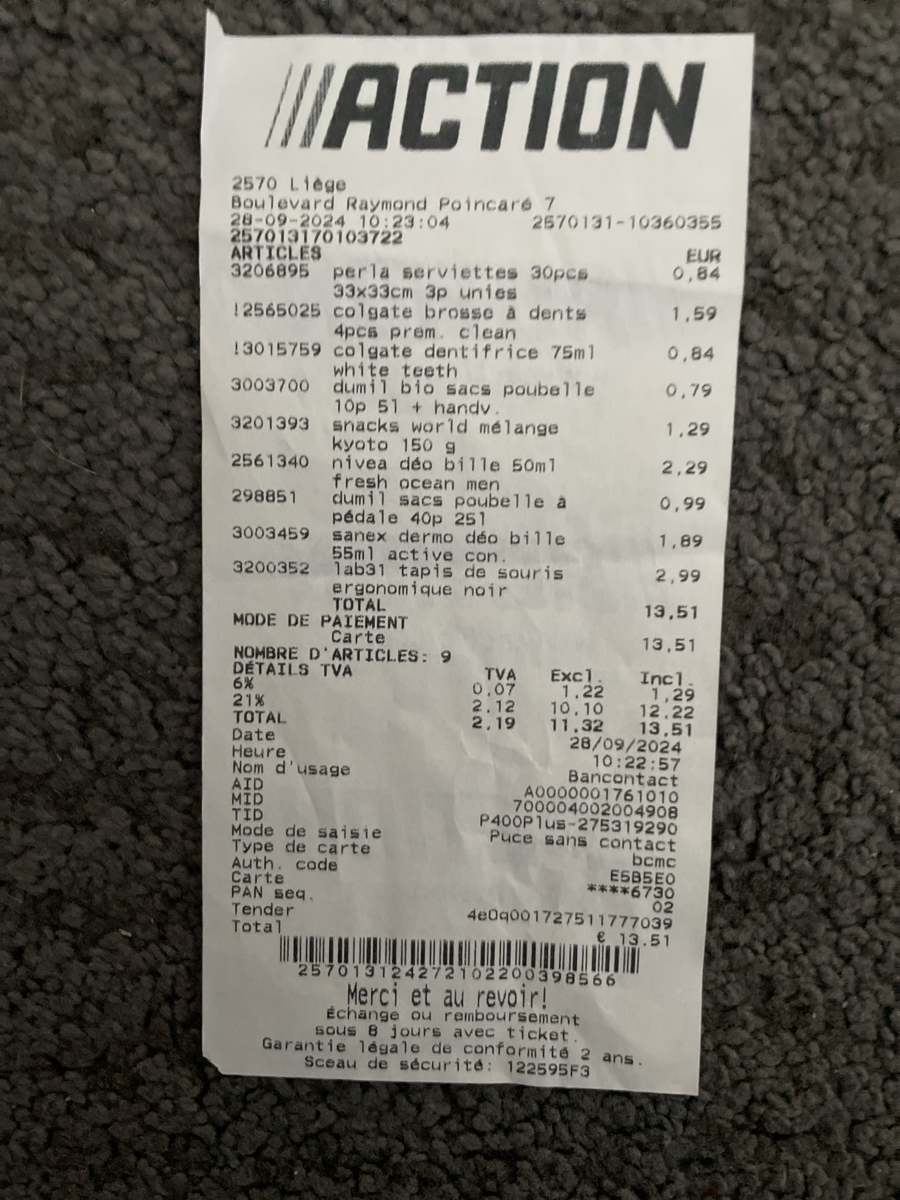 ACTION
2570 Liège
Boulevard Raymond Poincaré 7
28-09-2024 10:23:04 2570131-10360355
257013170103722
ARTICLES EUR
3206895 perla serviettes 30pcs 0,84
33x33cm 3p unies
!2565025 colgate brosse à dents 1,59
4pcs prem. clean
!3015759 colgate dentifrice 75ml 0,84
white teeth
3003700 dumil bio sacs poubelle 0,79
10p 5l + handv.
3201393 snacks world mélange 1,29
kyoto 150 g
2561340 nivea déo bille 50ml 2,29
fresh ocean men
298851 dumil sacs poubelle à 0,99
pédale 40p 25l
3003459 sanex dermo déo bille 1,89
55ml active con.
3200352 lab31 tapis de souris 2,99
ergonomique noir
TOTAL 13,51
MODE DE PAIEMENT
Carte 13,51
NOMBRE D'ARTICLES: 9
DÉTAILS TVA TVA Excl. Incl.
6% 0,07 1,22 1,29
21% 2,12 10,10 12,22
TOTAL 2,19 11,32 13,51
Date 28/09/2024
Heure 10:22:57
Nom d'usage Bancontact
AID A0000001761010
MID 700004002004908
TID P400Plus-275319290
Mode de saisie Puce sans contact
Type de carte bcmc
Auth. code E5B5E0
Carte ****6730
PAN seq. 02
Tender 4e0q001727511777039
Total € 13.51
257013124272102200398566
Merci et au revoir!
Échange ou remboursement
sous 8 jours avec ticket.
Garantie légale de conformité 2 ans.
Sceau de sécurité: 122595F3